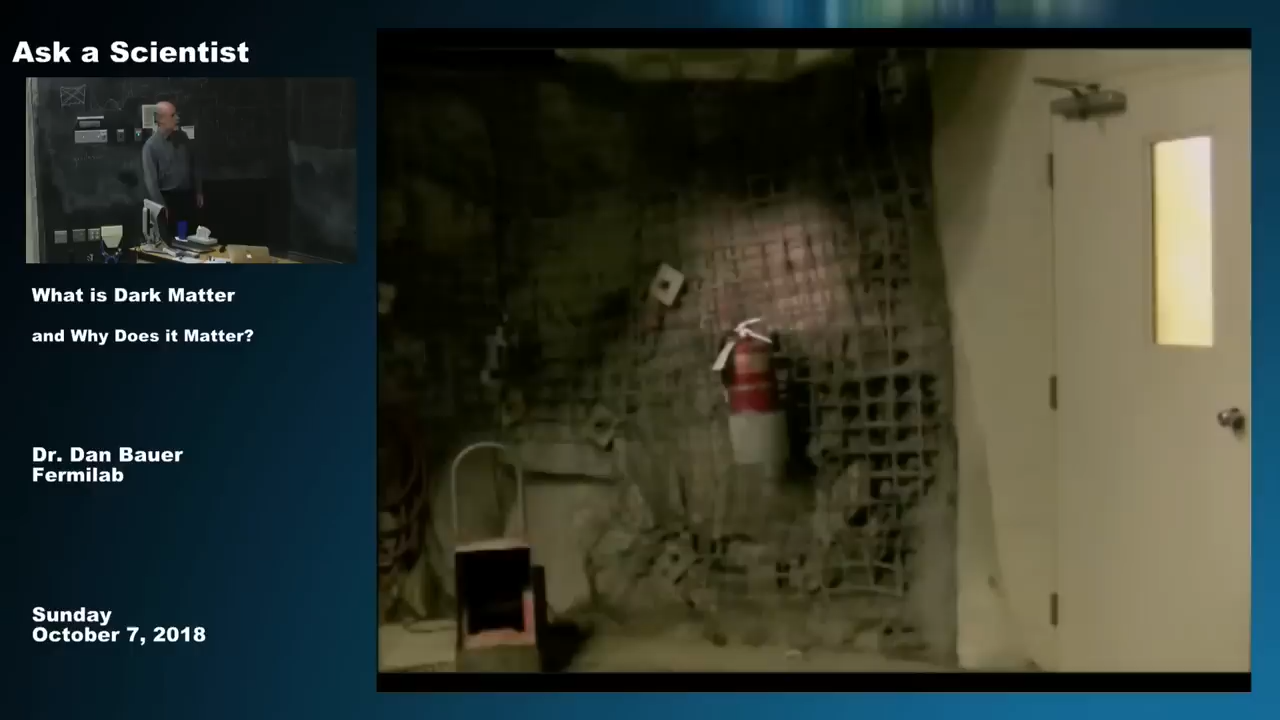 Ask a Scientist
What is Dark Matter
and Why Does it Matter?
Dr. Dan Bauer
Fermilab
Sunday
October 7, 2018